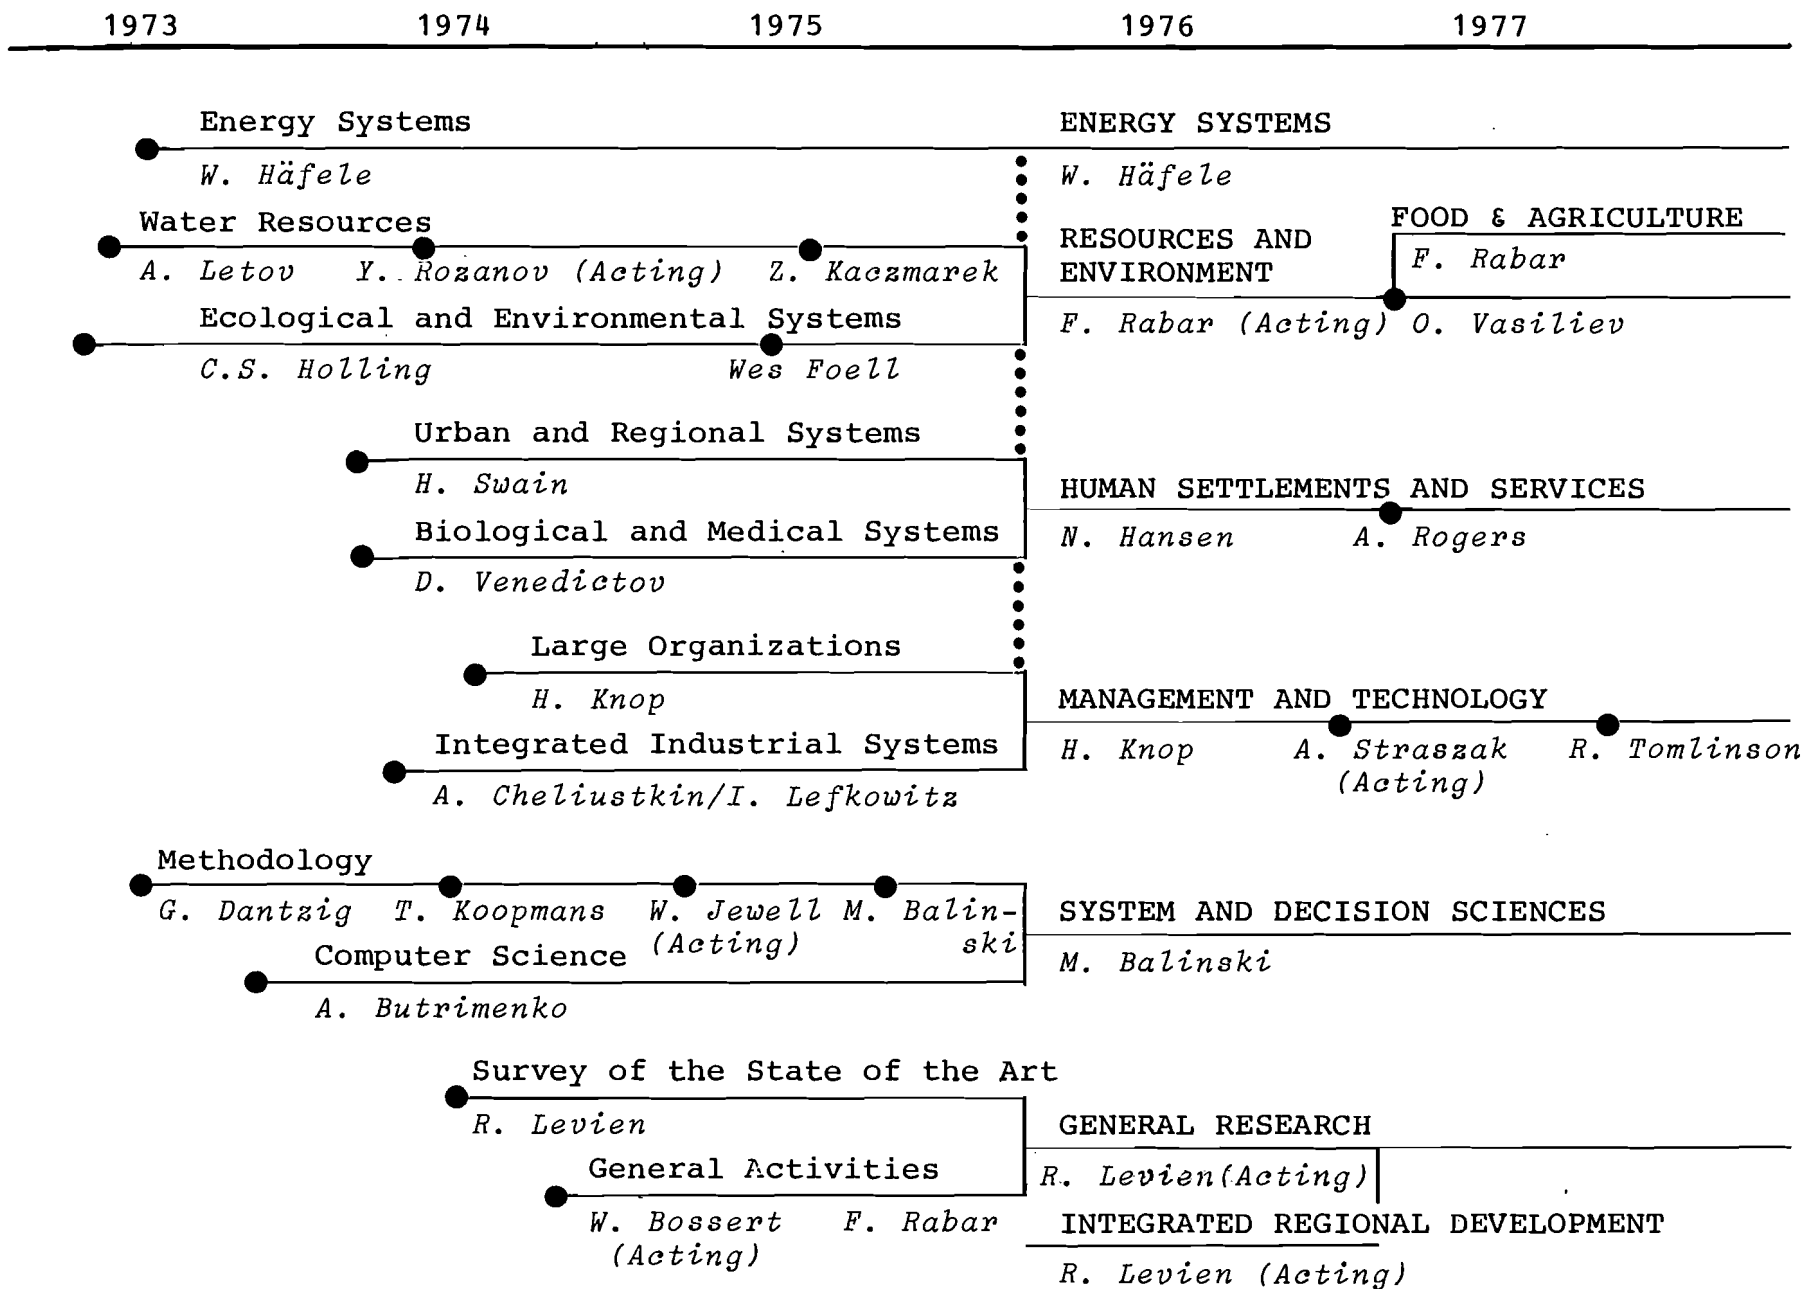 1973 1974 1975 1976 1977
Energy Systems
W. Häfele
Water Resources
A. Letov Y. Rozanov (Acting) Z. Kaczmarek
Ecological and Environmental Systems
C.S. Holling Wes Foell
Urban and Regional Systems
H. Swain
Biological and Medical Systems
D. Venedictov
Large Organizations
H. Knop
Integrated Industrial Systems
A. Cheliustkin/I. Lefkowitz
ENERGY SYSTEMS
W. Häfele
RESOURCES AND
ENVIRONMENT
F. Rabar (Acting) O. Vasiliev
FOOD & AGRICULTURE
F. Rabar
HUMAN SETTLEMENTS AND SERVICES
N. Hansen A. Rogers
MANAGEMENT AND TECHNOLOGY
H. Knop A. Straszak R. Tomlinson
(Acting)
Methodology
G. Dantzig T. Koopmans W. Jewell M. Balin-
(Acting) ski
Computer Science
A. Butrimenko
SYSTEM AND DECISION SCIENCES
M. Balinski
Survey of the State of the Art
R. Levien
General Activities
W. Bossert F. Rabar
(Acting)
GENERAL RESEARCH
R. Levien(Acting)
INTEGRATED REGIONAL DEVELOPMENT
R. Levien (Acting)